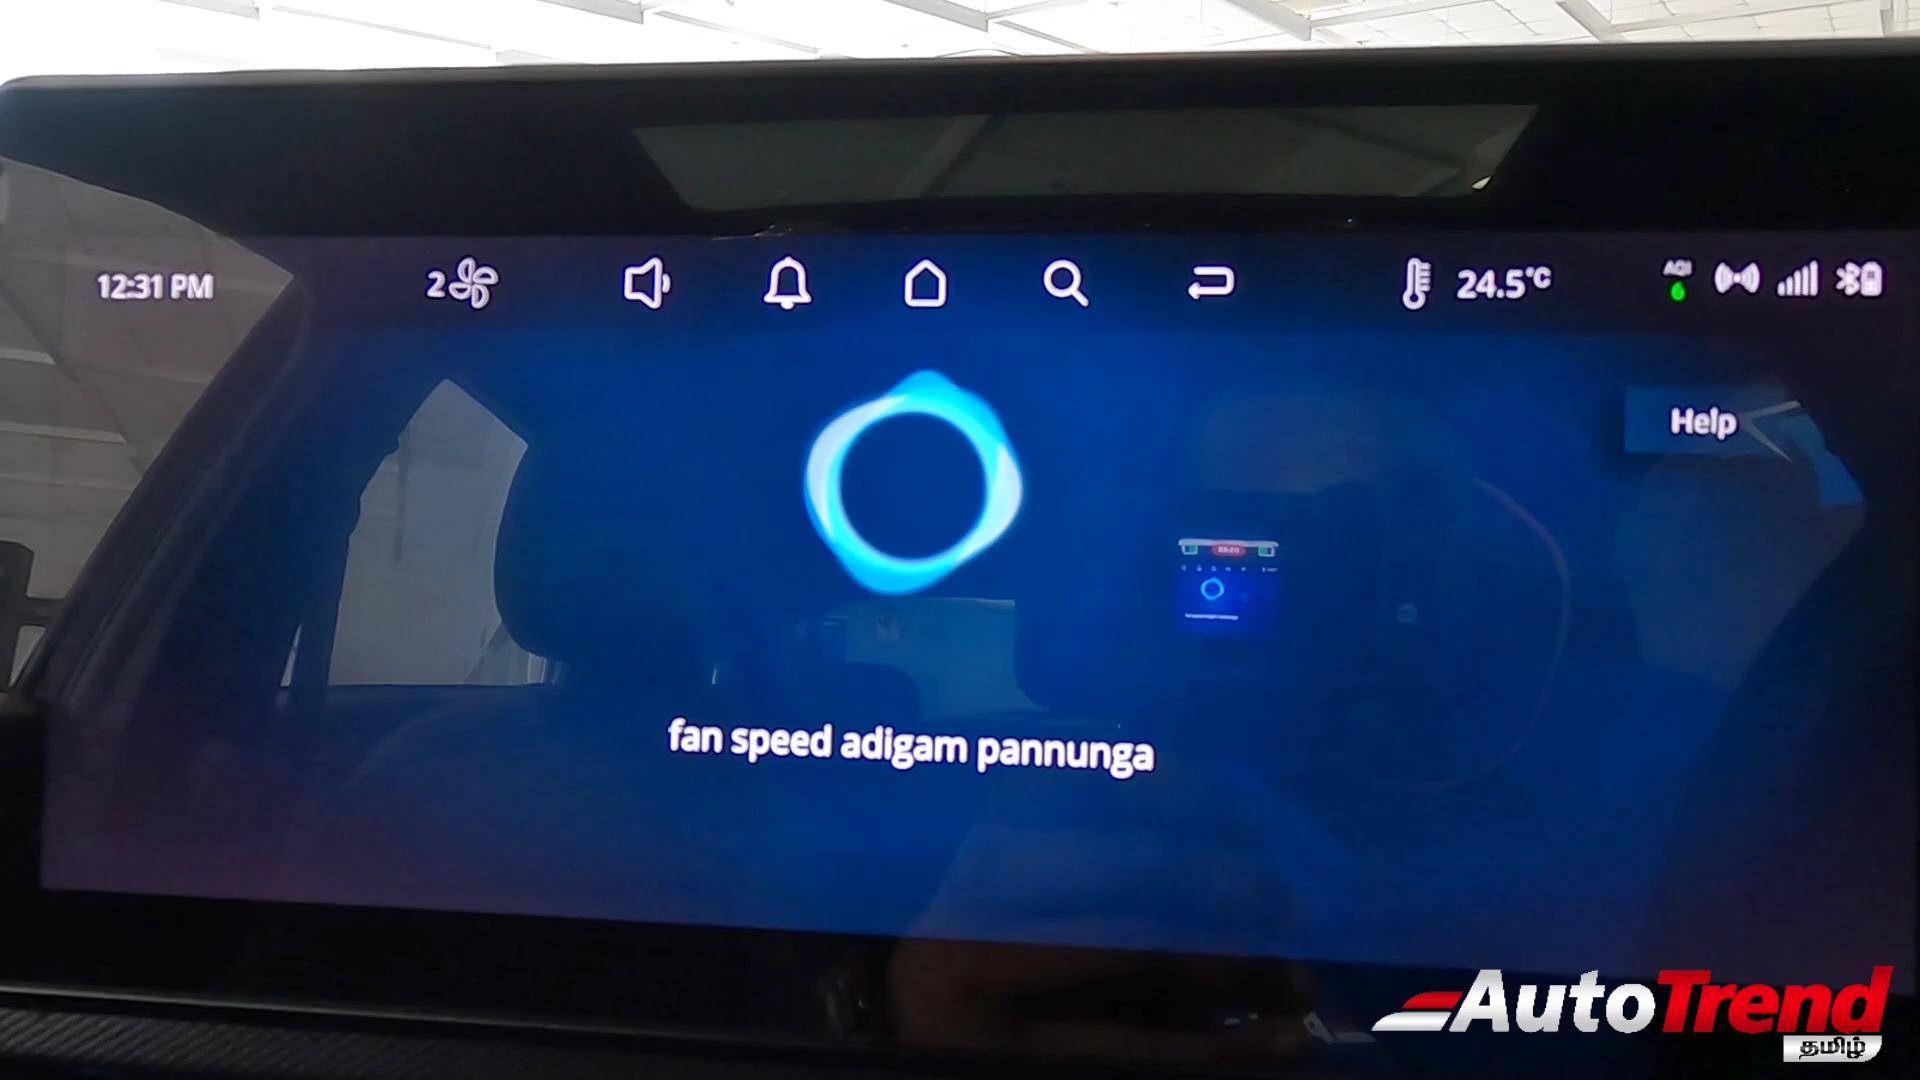 12:31 PM
2
24.5°C
AQI
Help
fan speed adigam pannunga
AutoTrend
தமிழ்